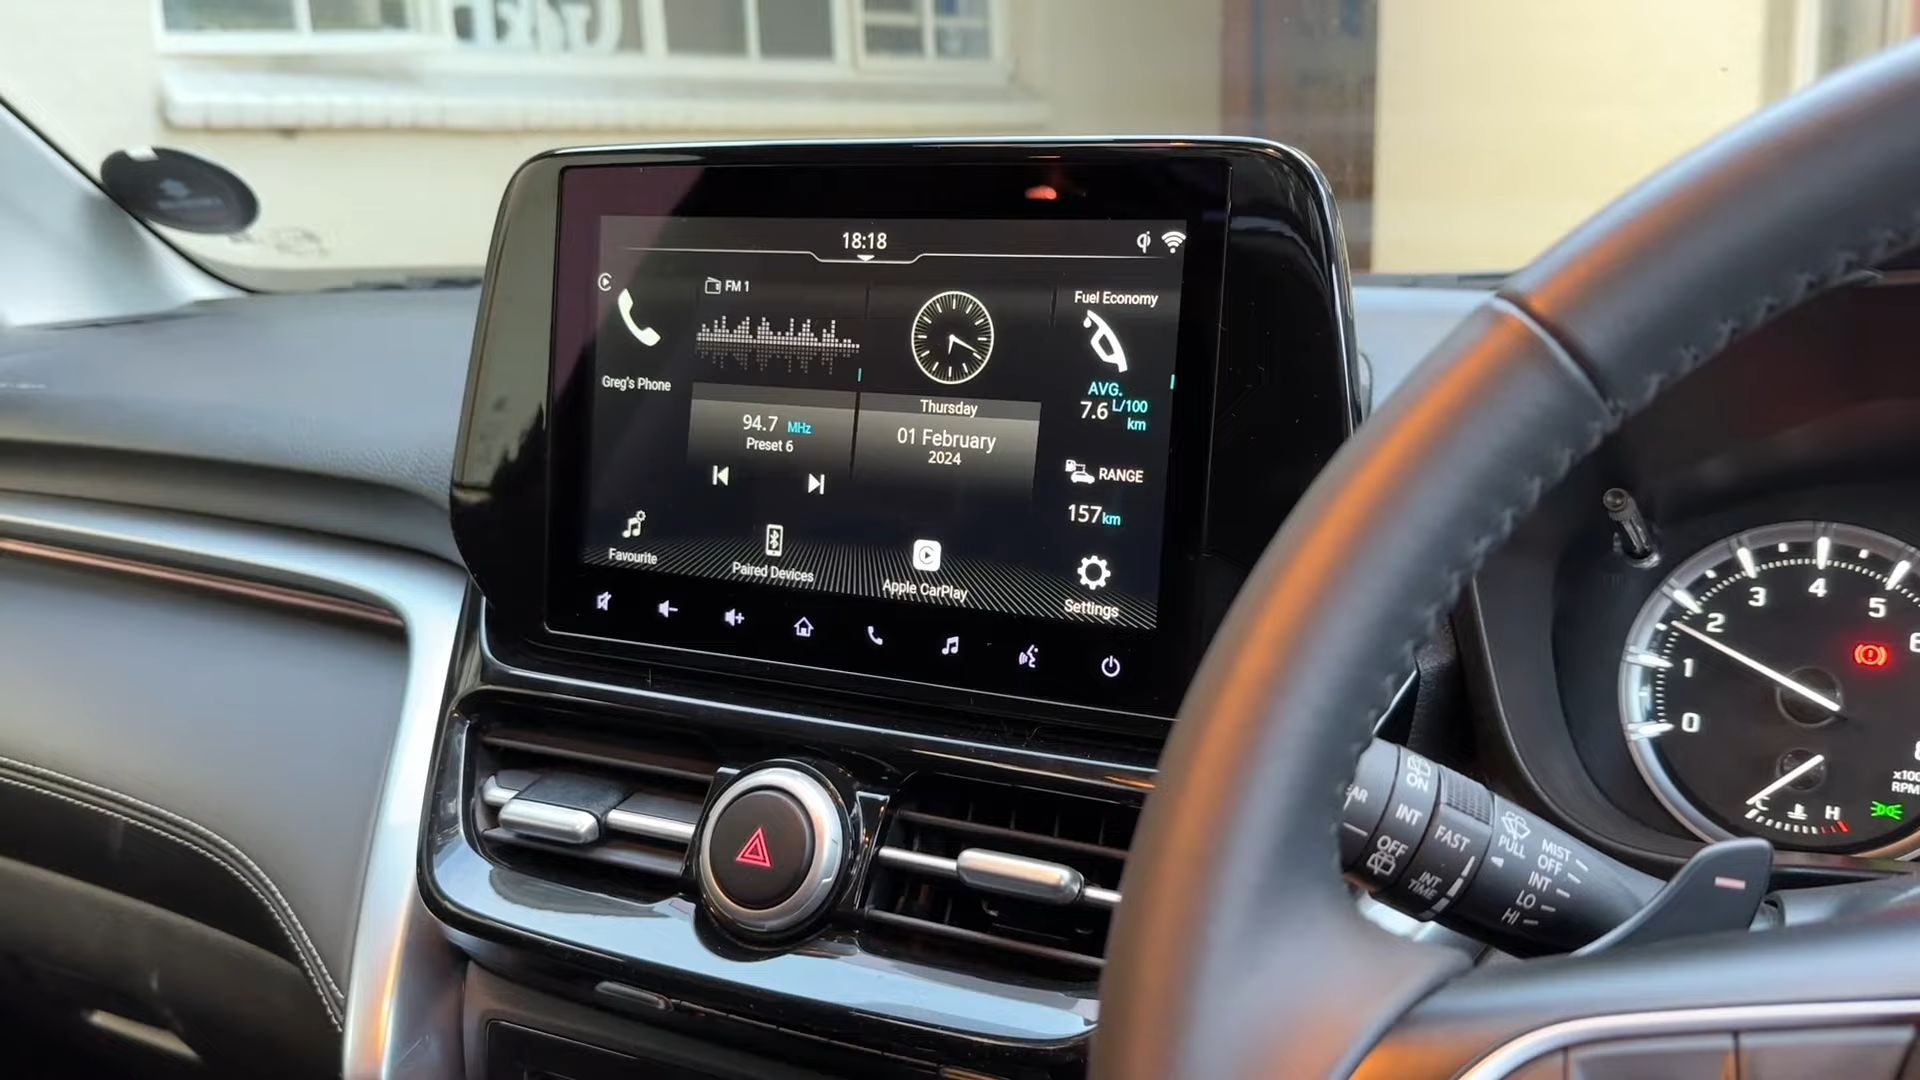 18:18
FM 1
Fuel Economy
Greg's Phone
AVG.
7.6 L/100
km
94.7 MHz
Preset 6
Thursday
01 February
2024
RANGE
157km
Favourite
Paired Devices
Apple CarPlay
Settings
0
1
2
3
4
5
6
RPM
C H
ON
INT
OFF
FAST
INT
TIME
PULL
MIST
OFF
INT
LO
HI